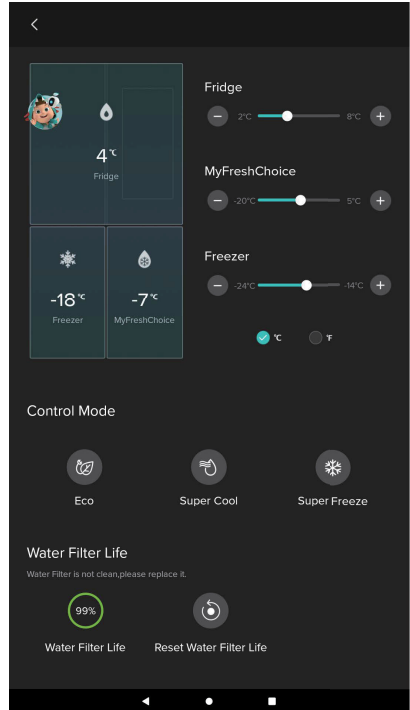 4°C
Fridge
-18°C
Freezer
-7°C
MyFreshChoice
Fridge
2°C
8°C
MyFreshChoice
-20°C
5°C
Freezer
-24°C
-14°C
°C
°F
Control Mode
Eco
Super Cool
Super Freeze
Water Filter Life
Water Filter is not clean,please replace it.
99%
Water Filter Life
Reset Water Filter Life